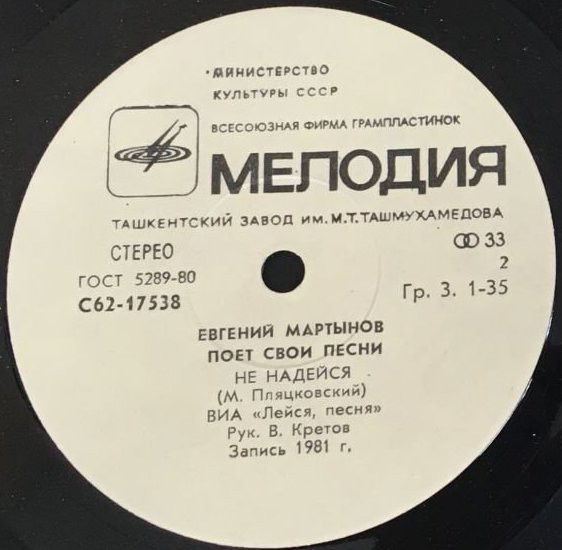 МИНИСТЕРСТВО
КУЛЬТУРЫ СССР
ВСЕСОЮЗНАЯ ФИРМА ГРАМПЛАСТИНОК
МЕЛОДИЯ
ТАШКЕНТСКИЙ ЗАВОД ИМ. М.Т. ТАШМУХАМЕДОВА
СТЕРЕО
33
ГОСТ 5289-80
2
С62-17538
Гр. 3. 1-35
ЕВГЕНИЙ МАРТЫНОВ
ПОЕТ СВОИ ПЕСНИ
НЕ НАДЕЙСЯ
(М. Пляцковский)
ВИА «Лейся, песня»
Рук. В. Кретов
Запись 1981 г.